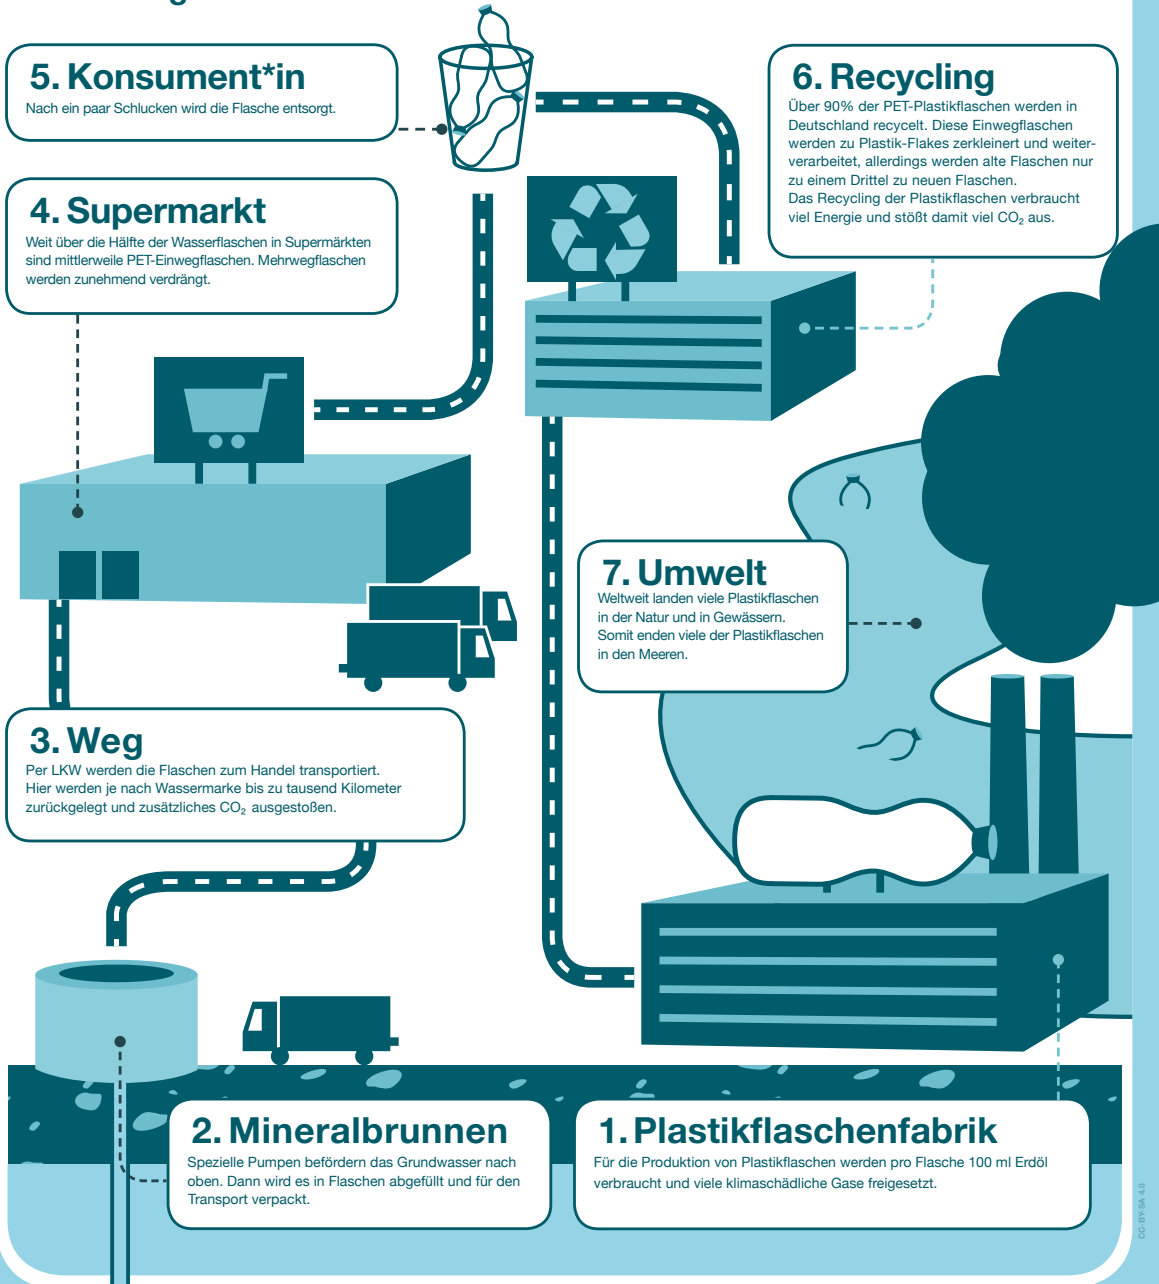 5. Konsument*in
Nach ein paar Schlucken wird die Flasche entsorgt.
6. Recycling
Über 90% der PET-Plastikflaschen werden in
Deutschland recycelt. Diese Einwegflaschen
werden zu Plastik-Flakes zerkleinert und weiter-
verarbeitet, allerdings werden alte Flaschen nur
zu einem Drittel zu neuen Flaschen.
Das Recycling der Plastikflaschen verbraucht
viel Energie und stößt damit viel CO₂ aus.
4. Supermarkt
Weit über die Hälfte der Wasserflaschen in Supermärkten
sind mittlerweile PET-Einwegflaschen. Mehrwegflaschen
werden zunehmend verdrängt.
7. Umwelt
Weltweit landen viele Plastikflaschen
in der Natur und in Gewässern.
Somit enden viele der Plastikflaschen
in den Meeren.
3. Weg
Per LKW werden die Flaschen zum Handel transportiert.
Hier werden je nach Wassermarke bis zu tausend Kilometer
zurückgelegt und zusätzliches CO₂ ausgestoßen.
2. Mineralbrunnen
Spezielle Pumpen befördern das Grundwasser nach
oben. Dann wird es in Flaschen abgefüllt und für den
Transport verpackt.
1. Plastikflaschenfabrik
Für die Produktion von Plastikflaschen werden pro Flasche 100 ml Erdöl
verbraucht und viele klimaschädliche Gase freigesetzt.
CC-BY-SA 4.0